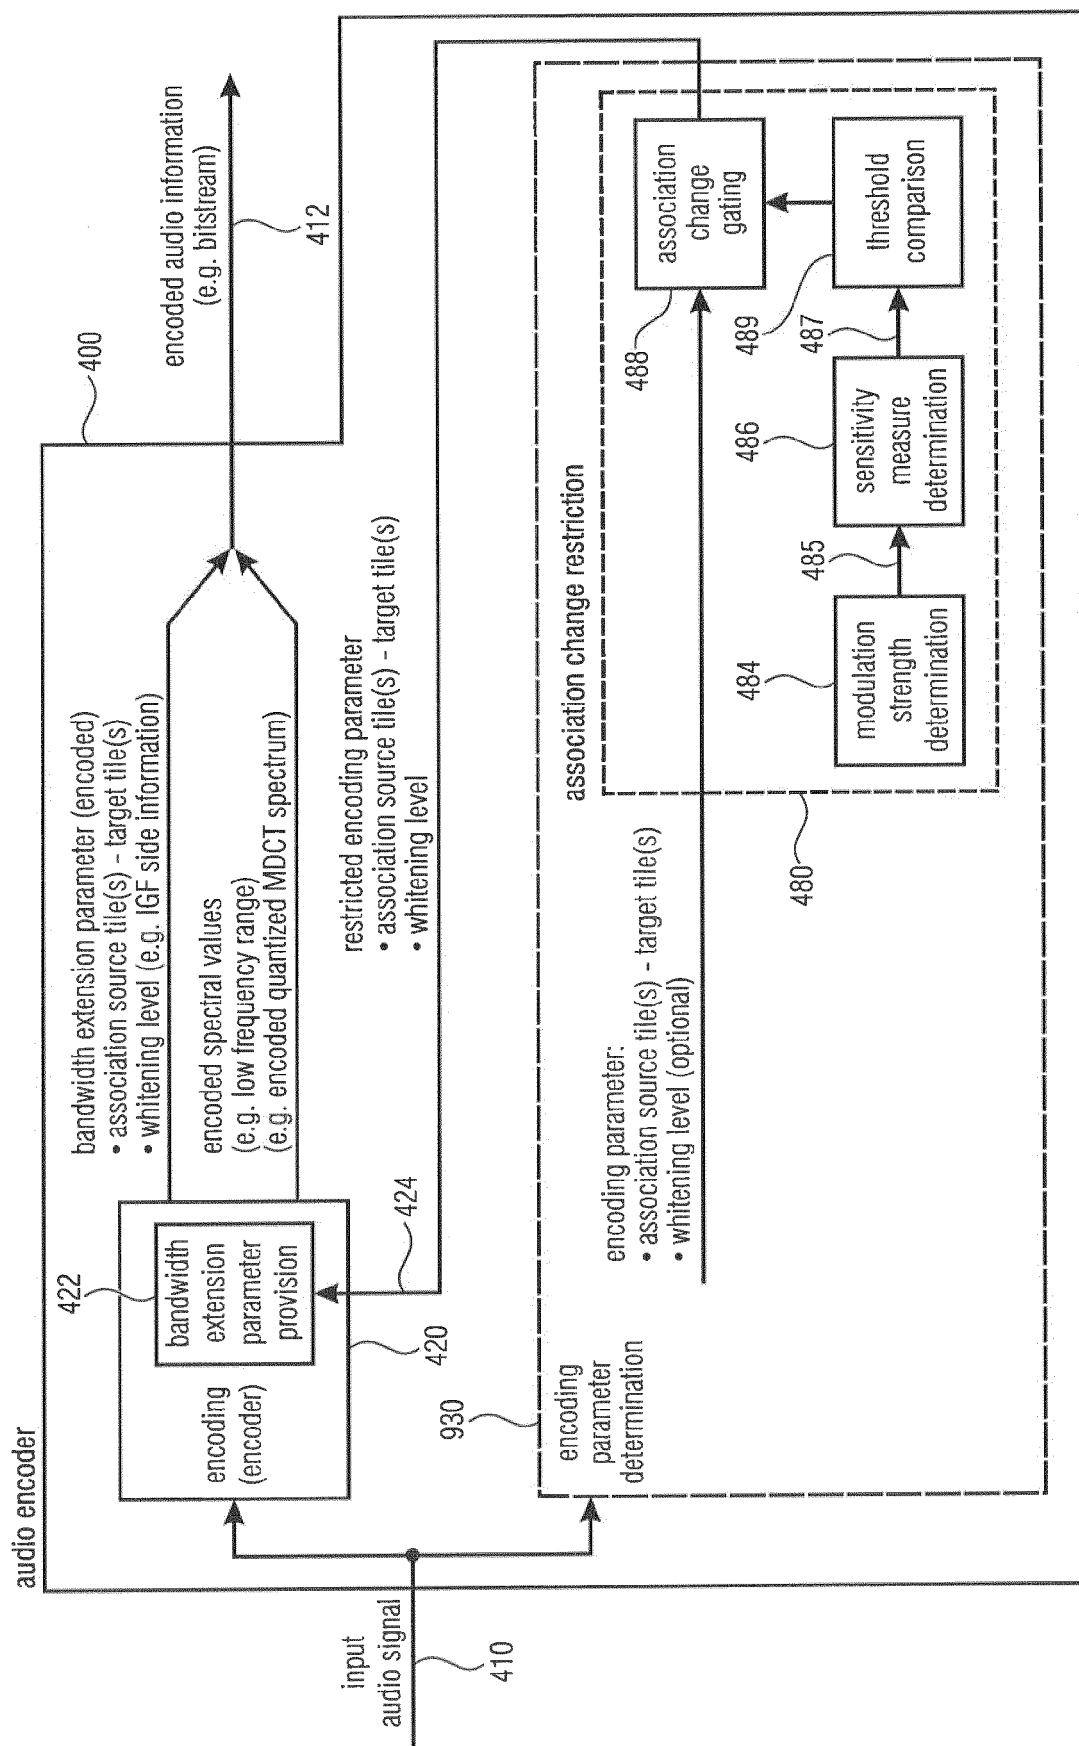 audio encoder
input
audio signal
410
422
bandwidth
extension
parameter
provision
encoding
(encoder)
420
424
bandwidth extension parameter (encoded)
• association source tile(s) - target tile(s)
• whitening level (e.g. IGF side information)
encoded spectral values
(e.g. low frequency range)
(e.g. encoded quantized MDCT spectrum)
400
encoded audio information
(e.g. bitstream)
412
restricted encoding parameter
• association source tile(s) - target tile(s)
• whitening level
930
encoding
parameter
determination
encoding parameter:
• association source tile(s) - target tile(s)
• whitening level (optional)
association change restriction
480
484
modulation
strength
determination
485
486
sensitivity
measure
determination
487
488
association
change
gating
489
threshold
comparison